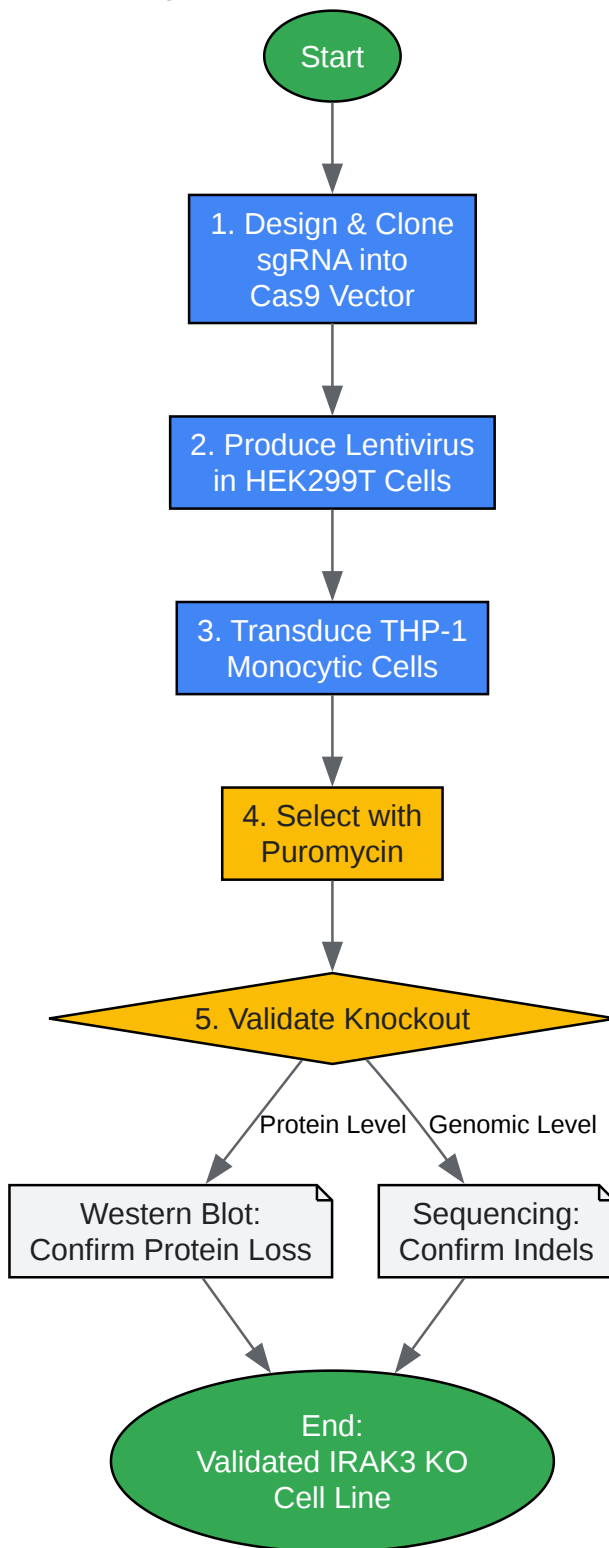 Start
1. Design & Clone
sgRNA into
Cas9 Vector
2. Produce Lentivirus
in HEK299T Cells
3. Transduce THP-1
Monocytic Cells
4. Select with
Puromycin
5. Validate Knockout
Protein Level
Genomic Level
Western Blot:
Confirm Protein Loss
Sequencing:
Confirm Indels
End:
Validated IRAK3 KO
Cell Line